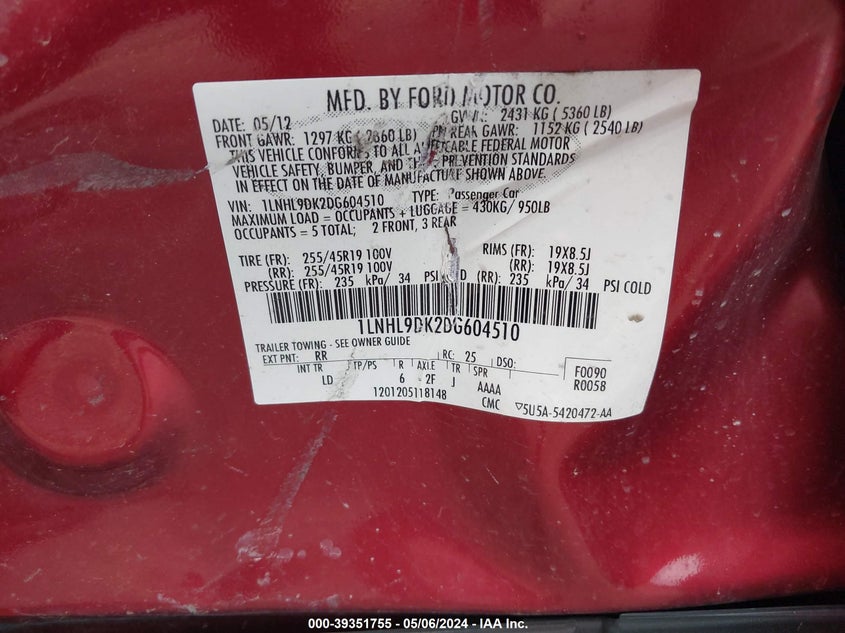 MFD. BY FORD MOTOR CO.
DATE: 05/12 2431 KG ( 5360 LB)
FRONT GAWR: 1297 KG ( LB) REAR GAWR: 1152 KG ( 2540 LB)
THIS VEHICLE CONFORMS TO ALL FEDERAL MOTOR
VEHICLE SAFETY, BUMPER, AND PREVENTION STANDARDS
IN EFFECT ON THE DATE OF MANUFACTURE SHOWN ABOVE.
VIN: 1LNHL9DK2DG604510 TYPE: Passenger Car
MAXIMUM LOAD = OCCUPANTS + LUGGAGE = 430KG/ 950LB
OCCUPANTS = 5 TOTAL; 2 FRONT, 3 REAR
TIRE (FR): 255/45R19 100V RIMS (FR): 19X8.5J
(RR): 255/45R19 100V (RR): 19X8.5J
PRESSURE (FR): 235 kPa/ 34 PSI COLD (RR): 235 kPa/ 34 PSI COLD
1LNHL9DK2DG604510
TRAILER TOWING - SEE OWNER GUIDE
EXT PNT: RR RC: 25 DSO: F0090
INT TR TP/PS R AXLE TR SPR R0058
LD 6 2F J AAAA
1201205118148 CMC ▽5U5A-5420472-AA
000-39351755 - 05/06/2024 - IAA Inc.